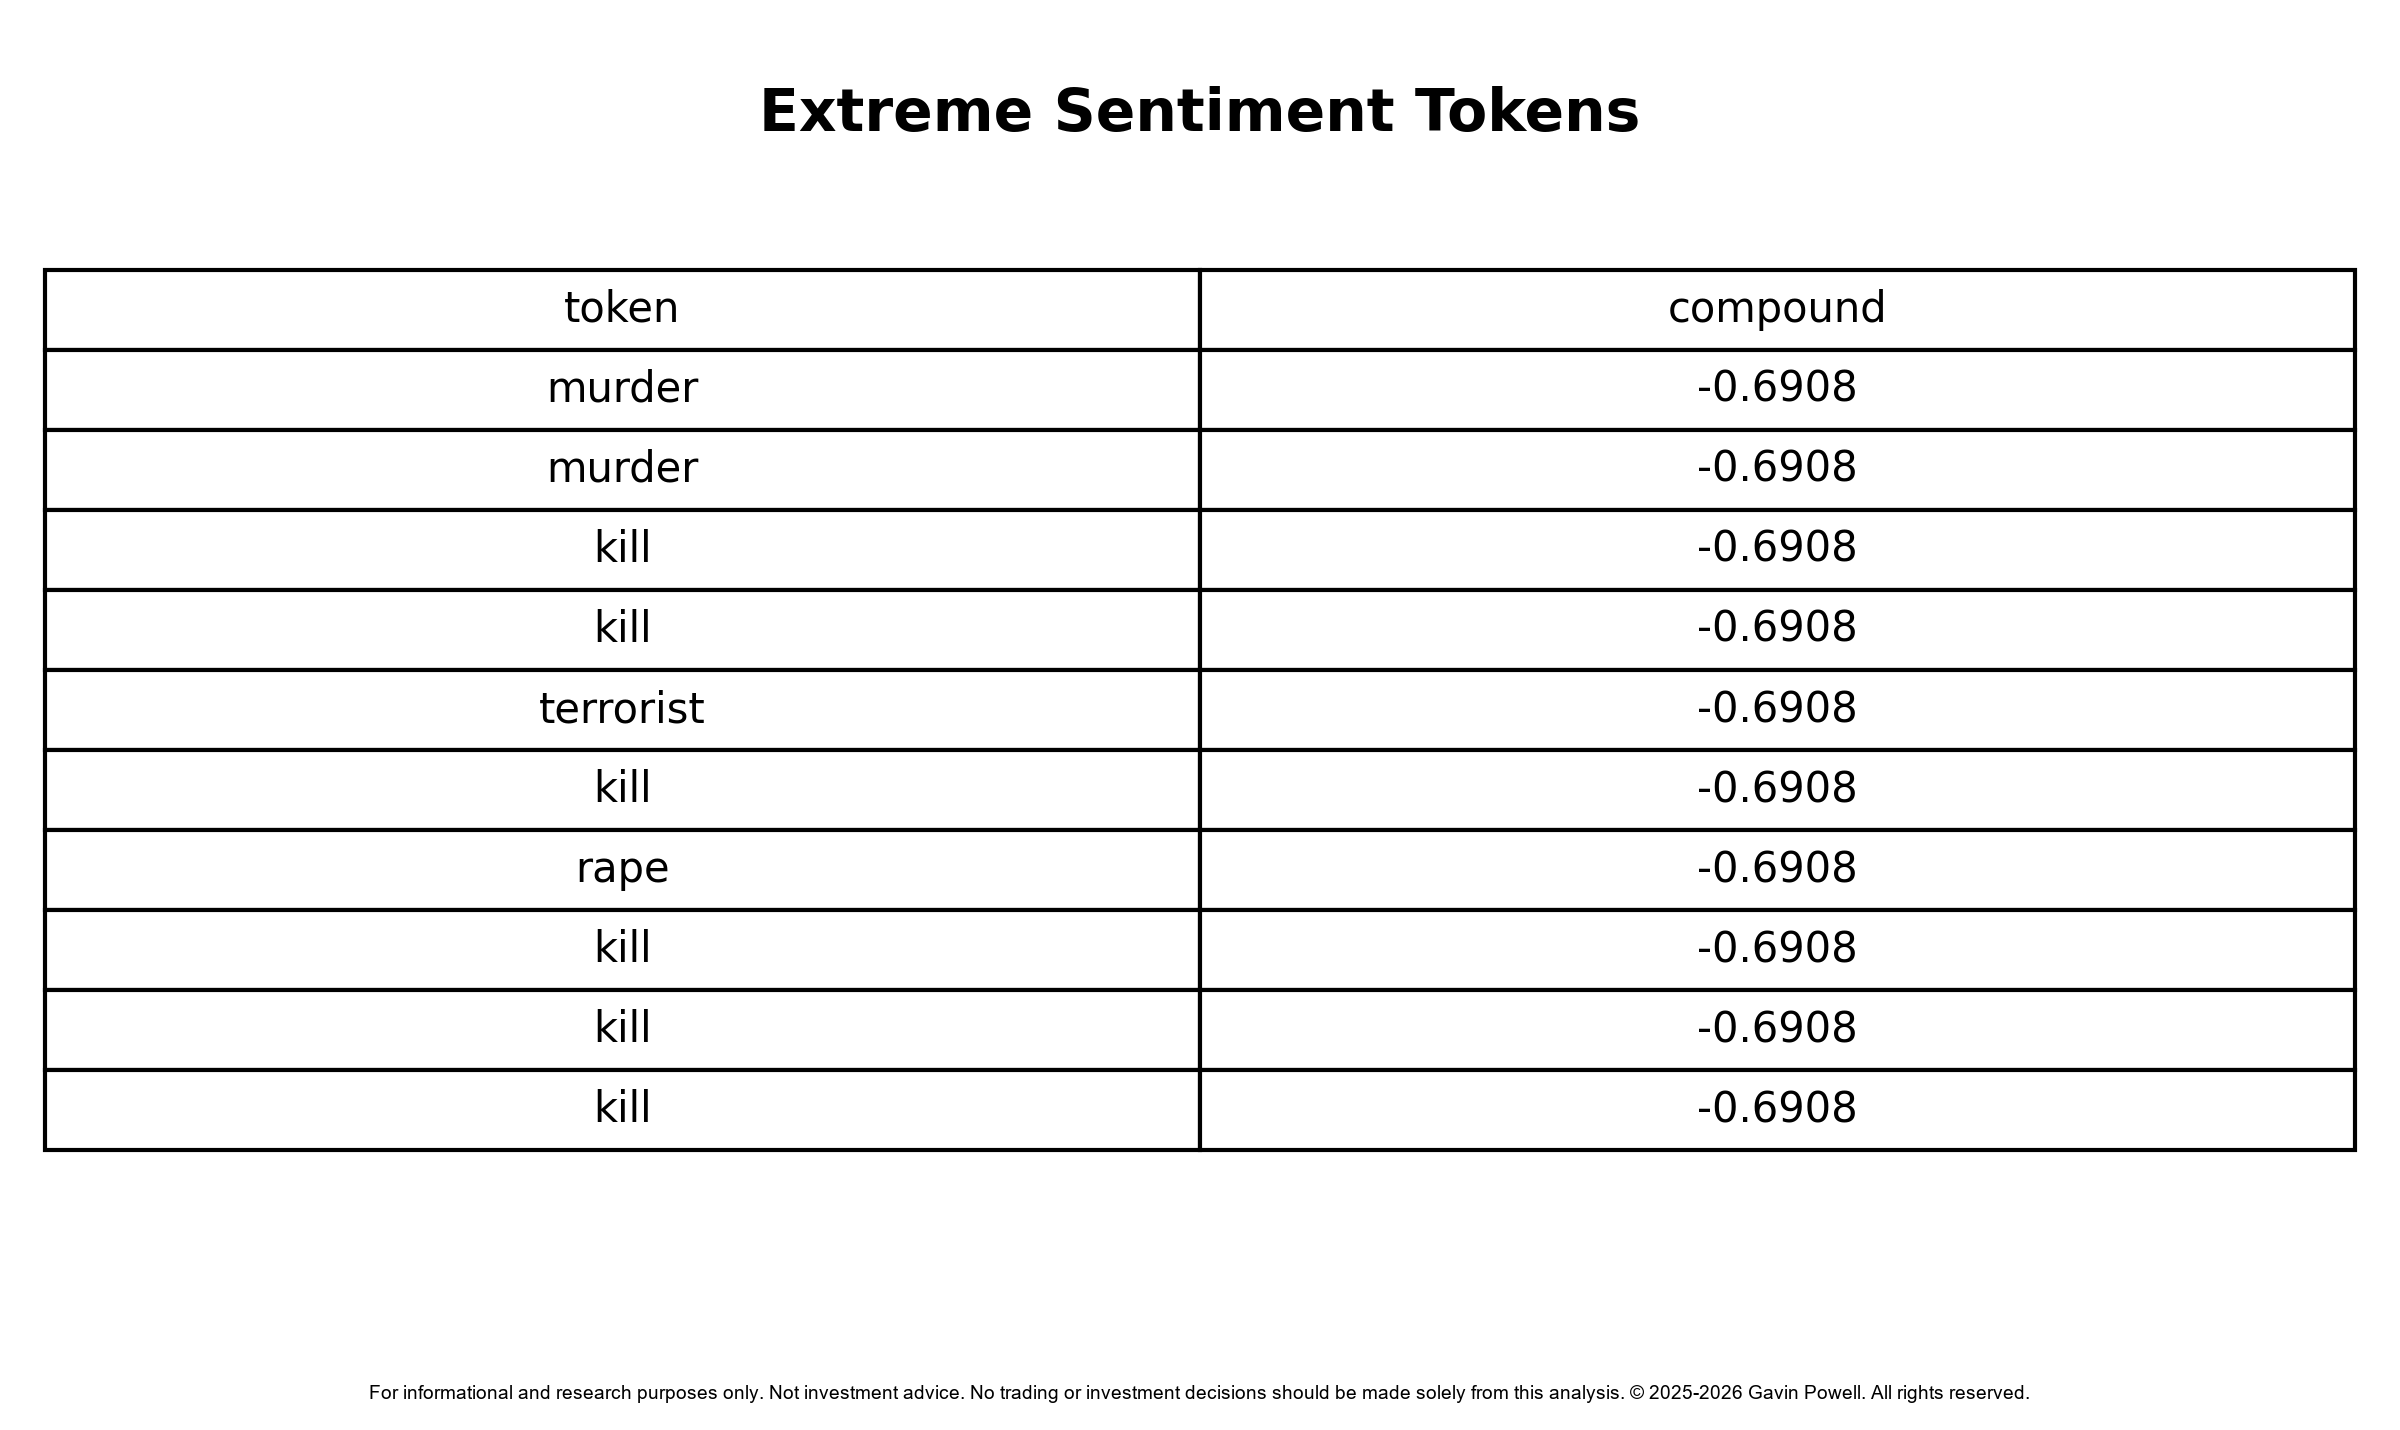 Extreme Sentiment Tokens
token compound
murder -0.6908
murder -0.6908
kill -0.6908
kill -0.6908
terrorist -0.6908
kill -0.6908
rape -0.6908
kill -0.6908
kill -0.6908
kill -0.6908
For informational and research purposes only. Not investment advice. No trading or investment decisions should be made solely from this analysis. © 2025-2026 Gavin Powell. All rights reserved.